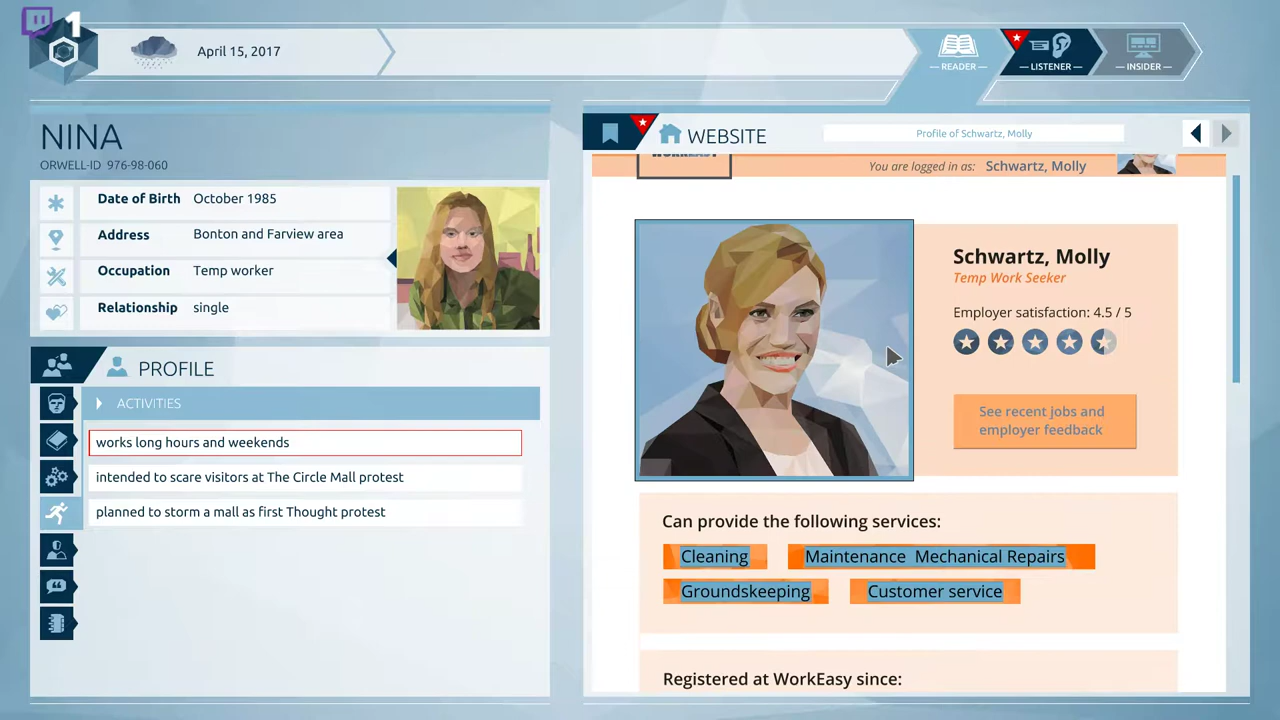 1
April 15, 2017
— READER —
— LISTENER —
— INSIDER —
NINA
ORWELL-ID 976-98-060
Date of Birth October 1985
Address Bonton and Farview area
Occupation Temp worker
Relationship single
PROFILE
ACTIVITIES
works long hours and weekends
intended to scare visitors at The Circle Mall protest
planned to storm a mall as first Thought protest
WEBSITE
Profile of Schwartz, Molly
WORKEASY
You are logged in as: Schwartz, Molly
Schwartz, Molly
Temp Work Seeker
Employer satisfaction: 4.5 / 5
See recent jobs and
employer feedback
Can provide the following services:
Cleaning Maintenance Mechanical Repairs
Groundskeeping Customer service
Registered at WorkEasy since: